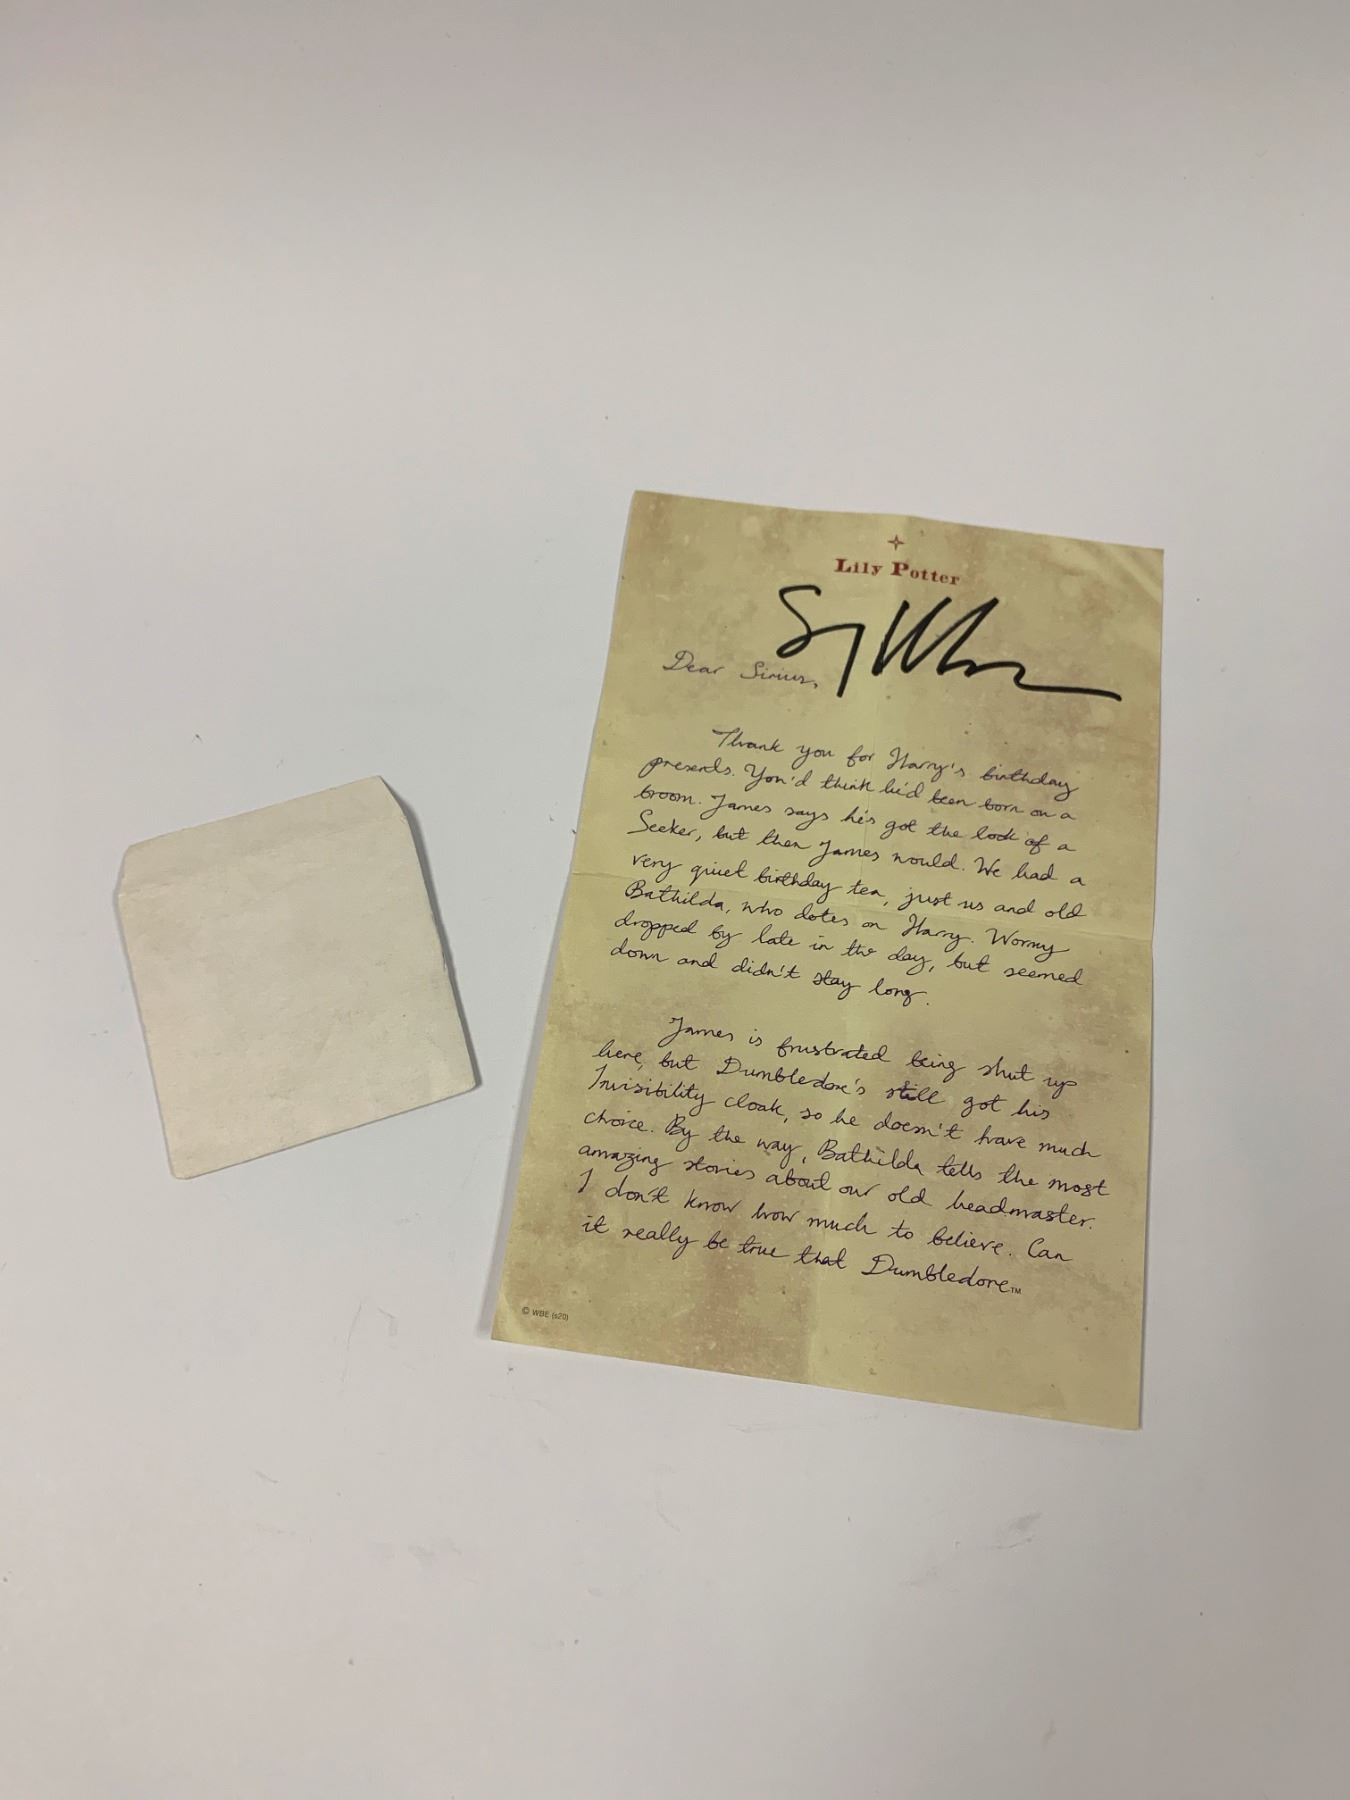 Lily Potter
Dear Sirius,
Thank you for Harry's birthday
presents. You'd think he'd been born on a
broom. James says he's got the look of a
Seeker, but then James would. We had a
very quiet birthday tea, just us and old
Bathilda, who dotes on Harry. Wormy
dropped by late in the day, but seemed
down and didn't stay long.
James is frustrated being shut up
here, but Dumbledore's still got his
Invisibility cloak, so he doesn't have much
choice. By the way, Bathilda tells the most
amazing stories about our old headmaster.
I don't know how much to believe. Can
it really be true that Dumbledore™
© WBE (s20)